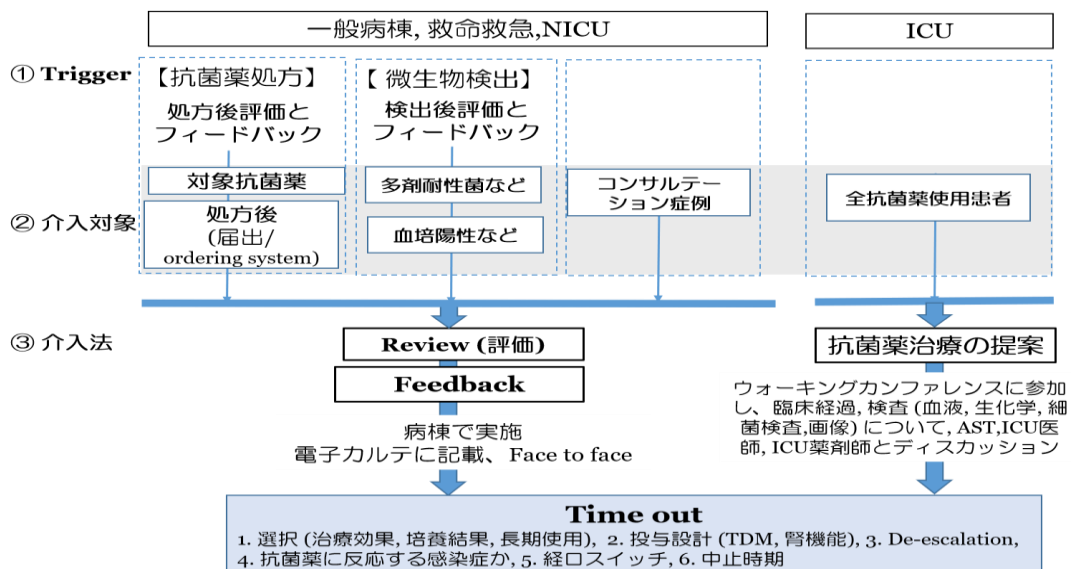 一般病棟, 救命救急,NICU
ICU
① Trigger
【抗菌薬処方】
処方後評価と
フィードバック
【 微生物検出】
検出後評価と
フィードバック
② 介入対象
対象抗菌薬
処方後
(届出/
ordering system)
多剤耐性菌など
血培陽性など
コンサルテー
ション症例
全抗菌薬使用患者
③ 介入法
Review (評価)
Feedback
病棟で実施
電子カルテに記載、Face to face
抗菌薬治療の提案
ウォーキングカンファレンスに参加
し、臨床経過, 検査 (血液, 生化学, 細
菌検査,画像) について, AST,ICU医
師, ICU薬剤師とディスカッション
Time out
1. 選択 (治療効果, 培養結果, 長期使用), 2. 投与設計 (TDM, 腎機能), 3. De-escalation,
4. 抗菌薬に反応する感染症か, 5. 経口スイッチ, 6. 中止時期